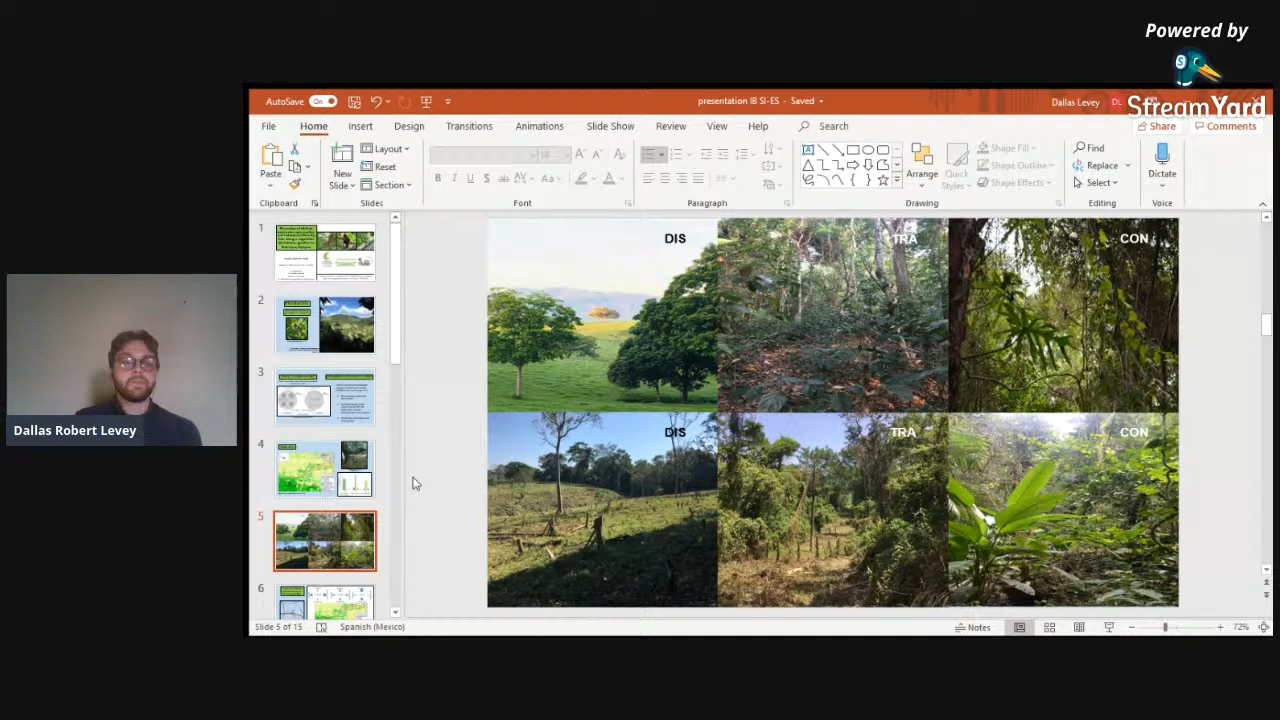 Powered by
StreamYard
AutoSave On
presentation IB SI-ES - Saved
Dallas Levey DL
File Home Insert Design Transitions Animations Slide Show Review View Help Search Share Comments
Paste
New
Slide
Layout
Reset
Section
Arrange
Quick
Styles
Shape Fill
Shape Outline
Shape Effects
Find
Replace
Select
Dictate
Clipboard Slides Font Paragraph Drawing Editing Voice
1
2
3
4
5
6
DIS TRA CON
DIS TRA CON
Dallas Robert Levey
Slide 5 of 15 Spanish (Mexico) Notes 72%